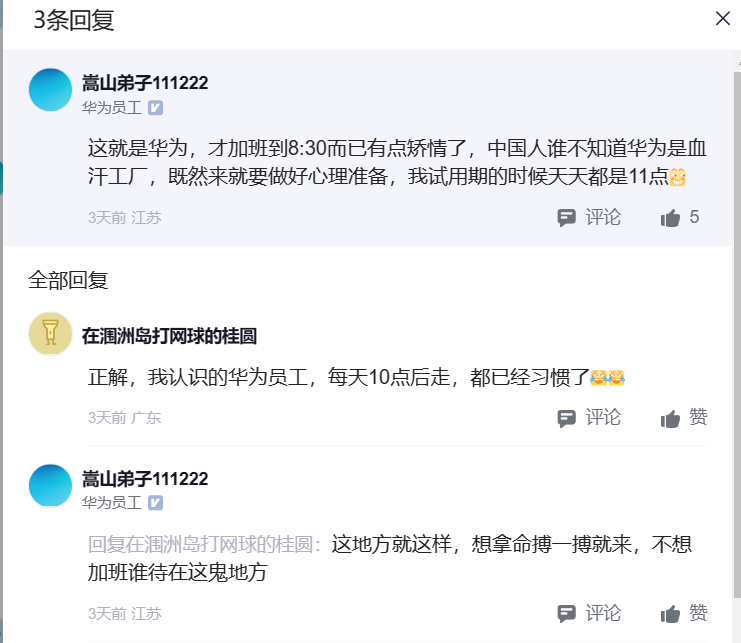 3条回复
嵩山弟子111222
华为员工
这就是华为，才加班到8:30而已有点矫情了，中国人谁不知道华为是血
汗工厂，既然来就要做好心理准备，我试用期的时候天天都是11点
3天前 江苏
评论 5
全部回复
在涠洲岛打网球的桂圆
正解，我认识的华为员工，每天10点后走，都已经习惯了
3天前 广东
评论 赞
嵩山弟子111222
华为员工
回复在涠洲岛打网球的桂圆：这地方就这样，想拿命搏一搏就来，不想
加班谁待在这鬼地方
3天前 江苏
评论 赞